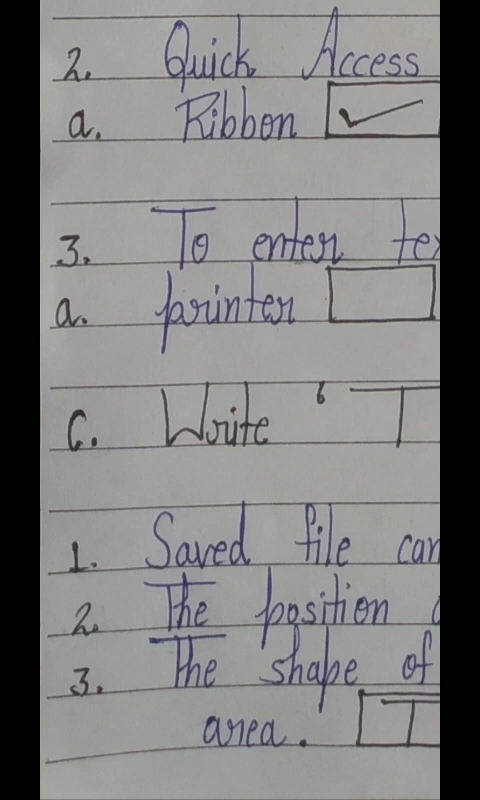 2. Quick Access
a. Ribbon ✓
3. To enter tex
a. printer
C. Write ‘T
1. Saved file can
2. The position
3. The shape of
area. T